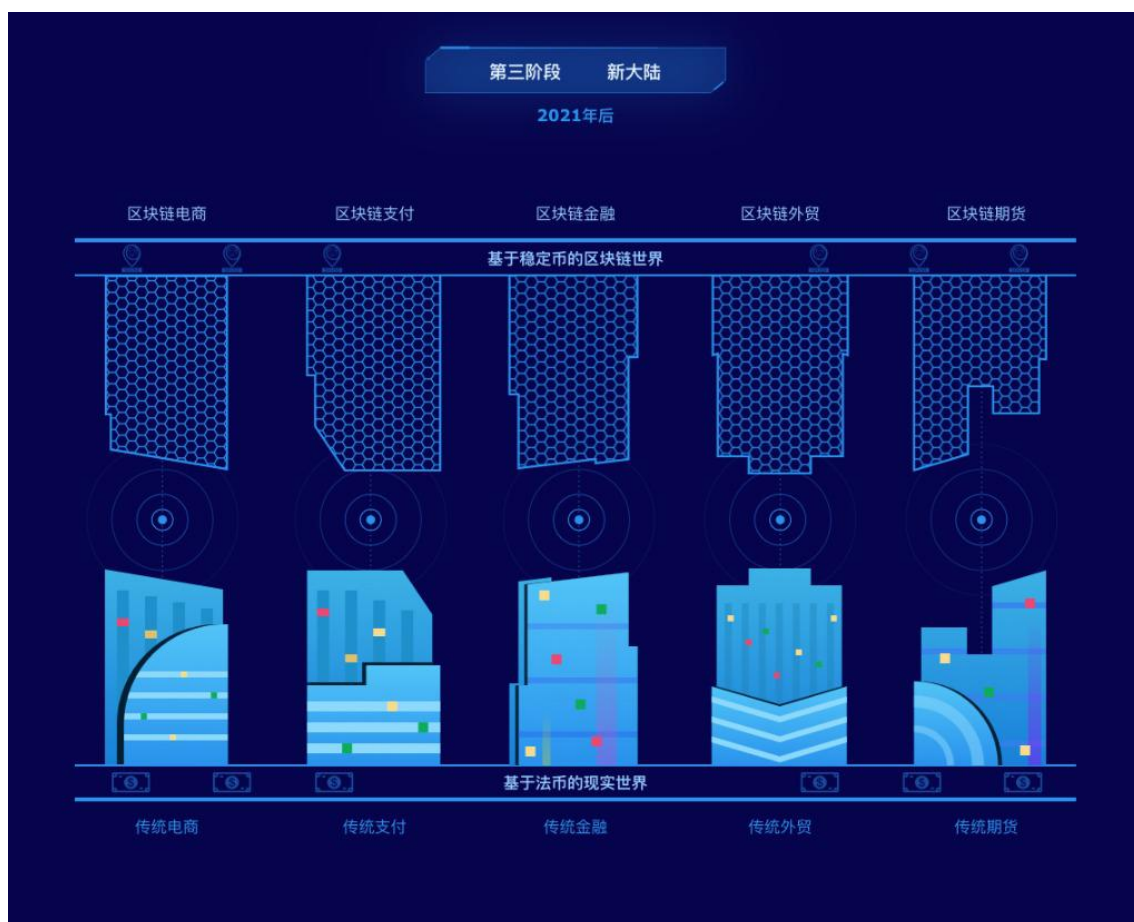 第三阶段 新大陆
2021年后
区块链电商 区块链支付 区块链金融 区块链外贸 区块链期货
基于稳定币的区块链世界
基于法币的现实世界
传统电商 传统支付 传统金融 传统外贸 传统期货